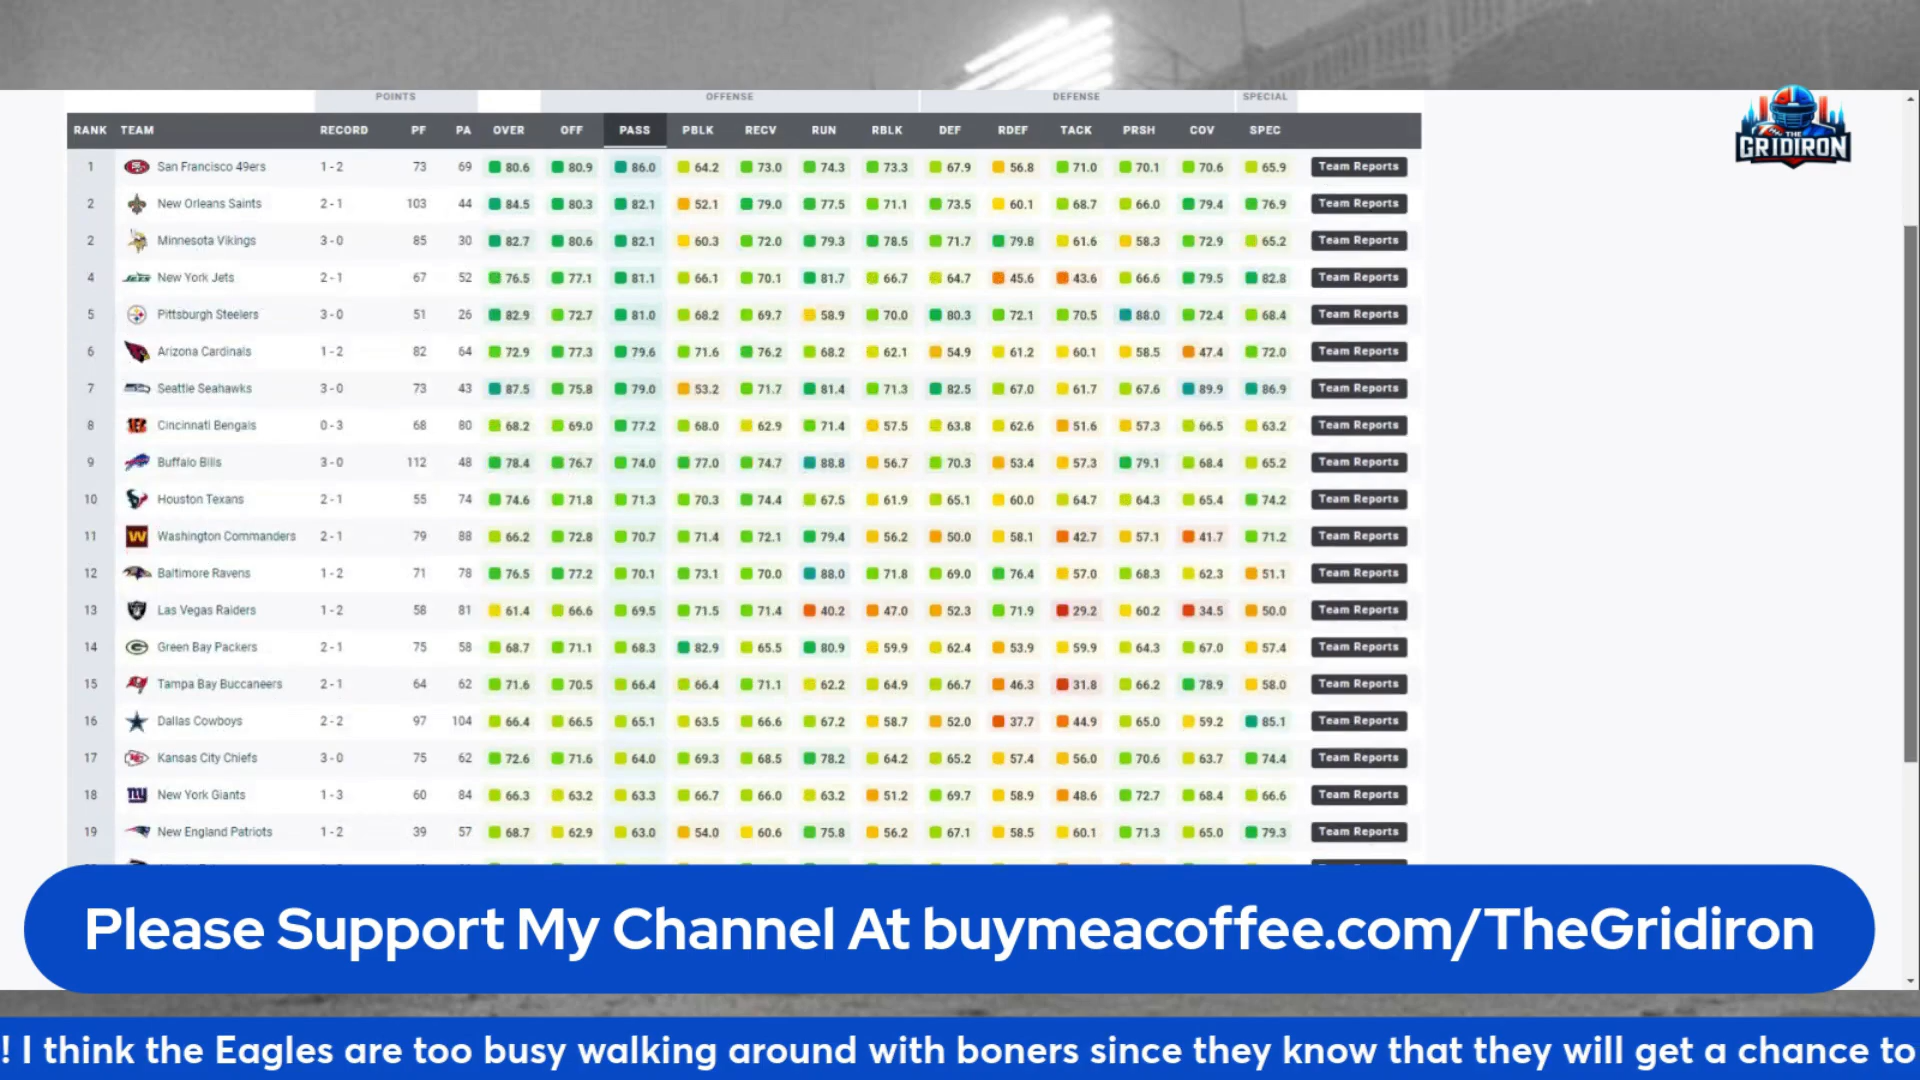 POINTS OFFENSE DEFENSE SPECIAL
RANK TEAM RECORD PF PA OVER OFF PASS PBLK RECV RUN RBLK DEF RDEF TACK PRSH COV SPEC
1 San Francisco 49ers 1 - 2 73 69 80.6 80.9 86.0 64.2 73.0 74.3 73.3 67.9 56.8 71.0 70.1 70.6 65.9 Team Reports
2 New Orleans Saints 2 - 1 103 44 84.5 80.3 82.1 52.1 79.0 77.5 71.1 73.5 60.1 68.7 66.0 79.4 76.9 Team Reports
2 Minnesota Vikings 3 - 0 85 30 82.7 80.6 82.1 60.3 72.0 79.3 78.5 71.7 79.8 61.6 58.3 72.9 65.2 Team Reports
4 New York Jets 2 - 1 67 52 76.5 77.1 81.1 66.1 70.1 81.7 66.7 64.7 45.6 43.6 66.6 79.5 82.8 Team Reports
5 Pittsburgh Steelers 3 - 0 51 26 82.9 72.7 81.0 68.2 69.7 58.9 70.0 80.3 72.1 70.5 88.0 72.4 68.4 Team Reports
6 Arizona Cardinals 1 - 2 82 64 72.9 77.3 79.6 71.6 76.2 68.2 62.1 54.9 61.2 60.1 58.5 47.4 72.0 Team Reports
7 Seattle Seahawks 3 - 0 73 43 87.5 75.8 79.0 53.2 71.7 81.4 71.3 82.5 67.0 61.7 67.6 89.9 86.9 Team Reports
8 Cincinnati Bengals 0 - 3 68 80 68.2 69.0 77.2 68.0 62.9 71.4 57.5 63.8 62.6 51.6 57.3 66.5 63.2 Team Reports
9 Buffalo Bills 3 - 0 112 48 78.4 76.7 74.0 77.0 74.7 88.8 56.7 70.3 53.4 57.3 79.1 68.4 65.2 Team Reports
10 Houston Texans 2 - 1 55 74 74.6 71.8 71.3 70.3 74.4 67.5 61.9 65.1 60.0 64.7 64.3 65.4 74.2 Team Reports
11 Washington Commanders 2 - 1 79 88 66.2 72.8 70.7 71.4 72.1 79.4 56.2 50.0 58.1 42.7 57.1 41.7 71.2 Team Reports
12 Baltimore Ravens 1 - 2 71 78 76.5 77.2 70.1 73.1 70.0 88.0 71.8 69.0 76.4 57.0 68.3 62.3 51.1 Team Reports
13 Las Vegas Raiders 1 - 2 58 81 61.4 66.6 69.5 71.5 71.4 40.2 47.0 52.3 71.9 29.2 60.2 34.5 50.0 Team Reports
14 Green Bay Packers 2 - 1 75 58 68.7 71.1 68.3 82.9 65.5 80.9 59.9 62.4 53.9 59.9 64.3 67.0 57.4 Team Reports
15 Tampa Bay Buccaneers 2 - 1 64 62 71.6 70.5 66.4 66.4 71.1 62.2 64.9 66.7 46.3 31.8 66.2 78.9 58.0 Team Reports
16 Dallas Cowboys 2 - 2 97 104 66.4 66.5 65.1 63.5 66.6 67.2 58.7 52.0 37.7 44.9 65.0 59.2 85.1 Team Reports
17 Kansas City Chiefs 3 - 0 75 62 72.6 71.6 64.0 69.3 68.5 78.2 64.2 65.2 57.4 56.0 70.6 63.7 74.4 Team Reports
18 New York Giants 1 - 3 60 84 66.3 63.2 63.3 66.7 66.0 63.2 51.2 69.7 58.9 48.6 72.7 68.4 66.6 Team Reports
19 New England Patriots 1 - 2 39 57 68.7 62.9 63.0 54.0 60.6 75.8 56.2 67.1 58.5 60.1 71.3 65.0 79.3 Team Reports
THE
GRIDIRON
Please Support My Channel At buymeacoffee.com/TheGridiron
! I think the Eagles are too busy walking around with boners since they know that they will get a chance to